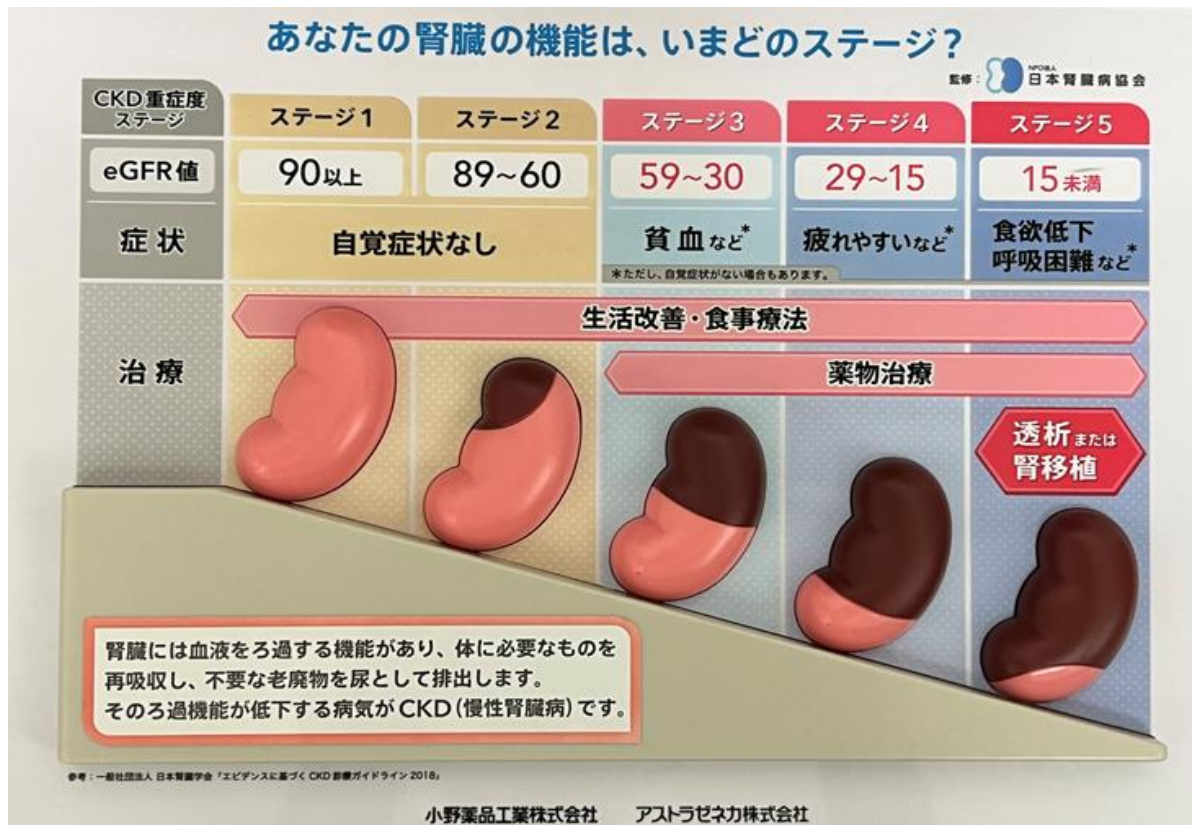 あなたの腎臓の機能は、いまどのステージ?
監修:
NPO法人
日本腎臓病協会
CKD重症度
ステージ
ステージ1
ステージ2
ステージ3
ステージ4
ステージ5
eGFR値
90以上
89~60
59~30
29~15
15未満
症状
自覚症状なし
貧血など*
疲れやすいなど*
食欲低下
呼吸困難など*
*ただし、自覚症状がない場合もあります。
治療
生活改善・食事療法
薬物治療
透析または
腎移植
腎臓には血液をろ過する機能があり、体に必要なものを
再吸収し、不要な老廃物を尿として排出します。
そのろ過機能が低下する病気がCKD(慢性腎臓病)です。
参考:一般社団法人 日本腎臓学会「エビデンスに基づくCKD診療ガイドライン2018」
小野薬品工業株式会社 アストラゼネカ株式会社